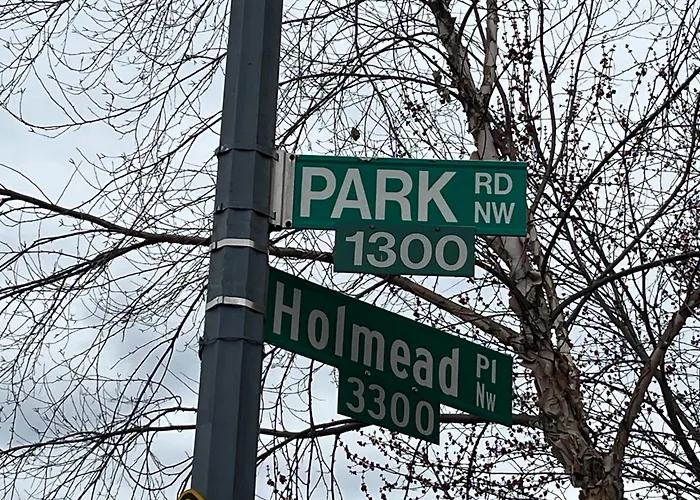 PARK RD NW
1300
Holmead Pl NW
3300